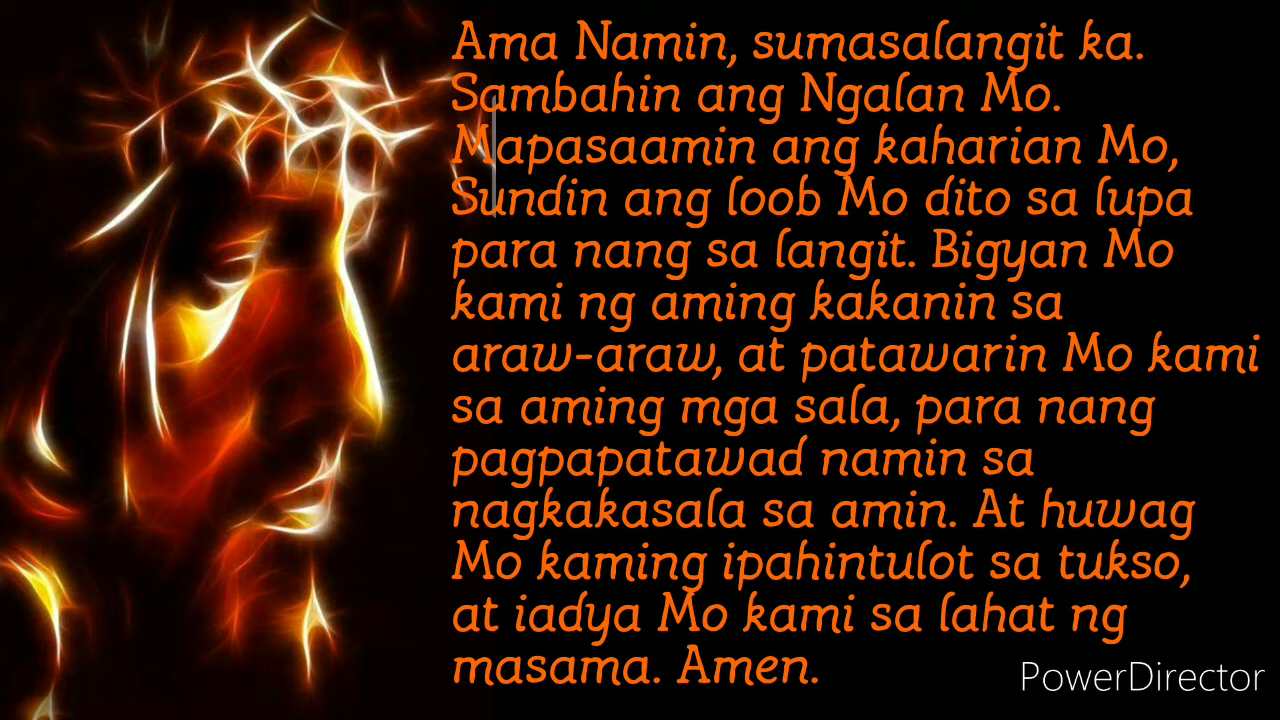 Ama Namin, sumasalangit ka.
Sambahin ang Ngalan Mo.
Mapasaamin ang kaharian Mo,
Sundin ang loob Mo dito sa lupa
para nang sa langit. Bigyan Mo
kami ng aming kakanin sa
araw-araw, at patawarin Mo kami
sa aming mga sala, para nang
pagpapatawad namin sa
nagkakasala sa amin. At huwag
Mo kaming ipahintulot sa tukso,
at iadya Mo kami sa lahat ng
masama. Amen.
PowerDirector